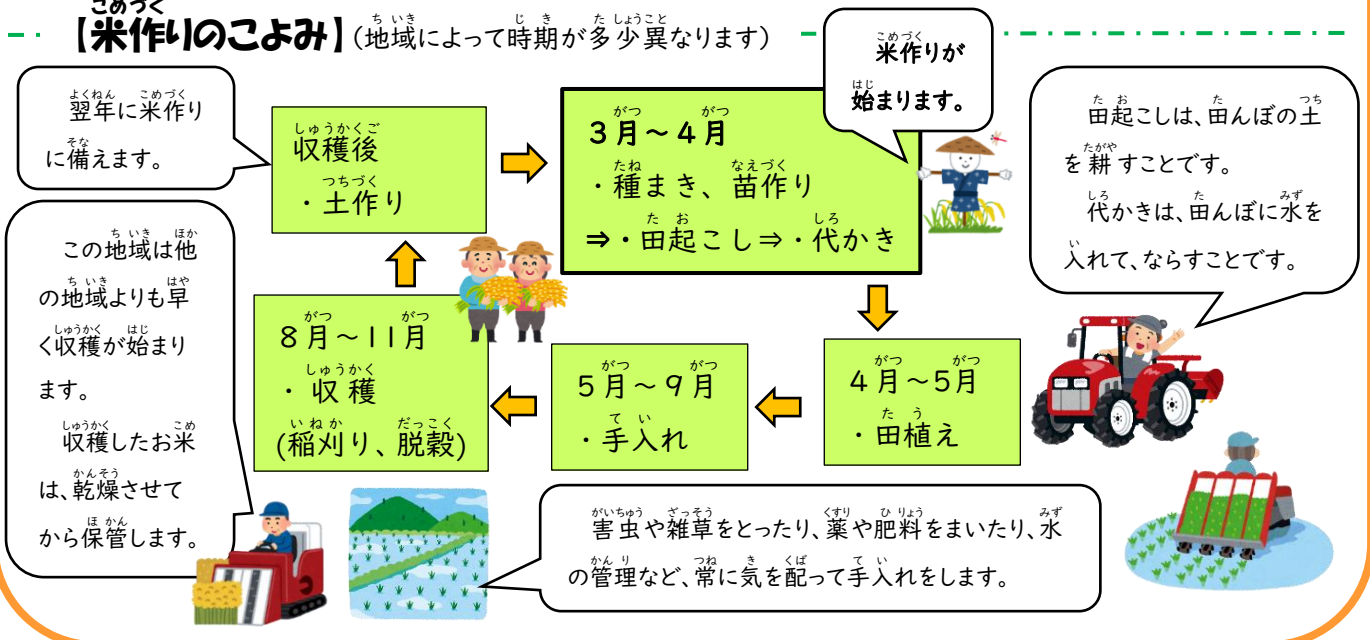 【米作りのこよみ】(地域によって時期が多少異なります)
米作りが
始まります。
翌年に米作り
に備えます。
収穫後
・土作り
3月～4月
・種まき、苗作り
⇒・田起こし⇒・代かき
田起こしは、田んぼの土
を耕すことです。
代かきは、田んぼに水を
入れて、ならすことです。
この地域は他
の地域よりも早
く収穫が始まり
ます。
収穫したお米
は、乾燥させて
から保管します。
8月～11月
・収穫
(稲刈り、脱穀)
5月～9月
・手入れ
4月～5月
・田植え
害虫や雑草をとったり、薬や肥料をまいたり、水
の管理など、常に気を配って手入れをします。